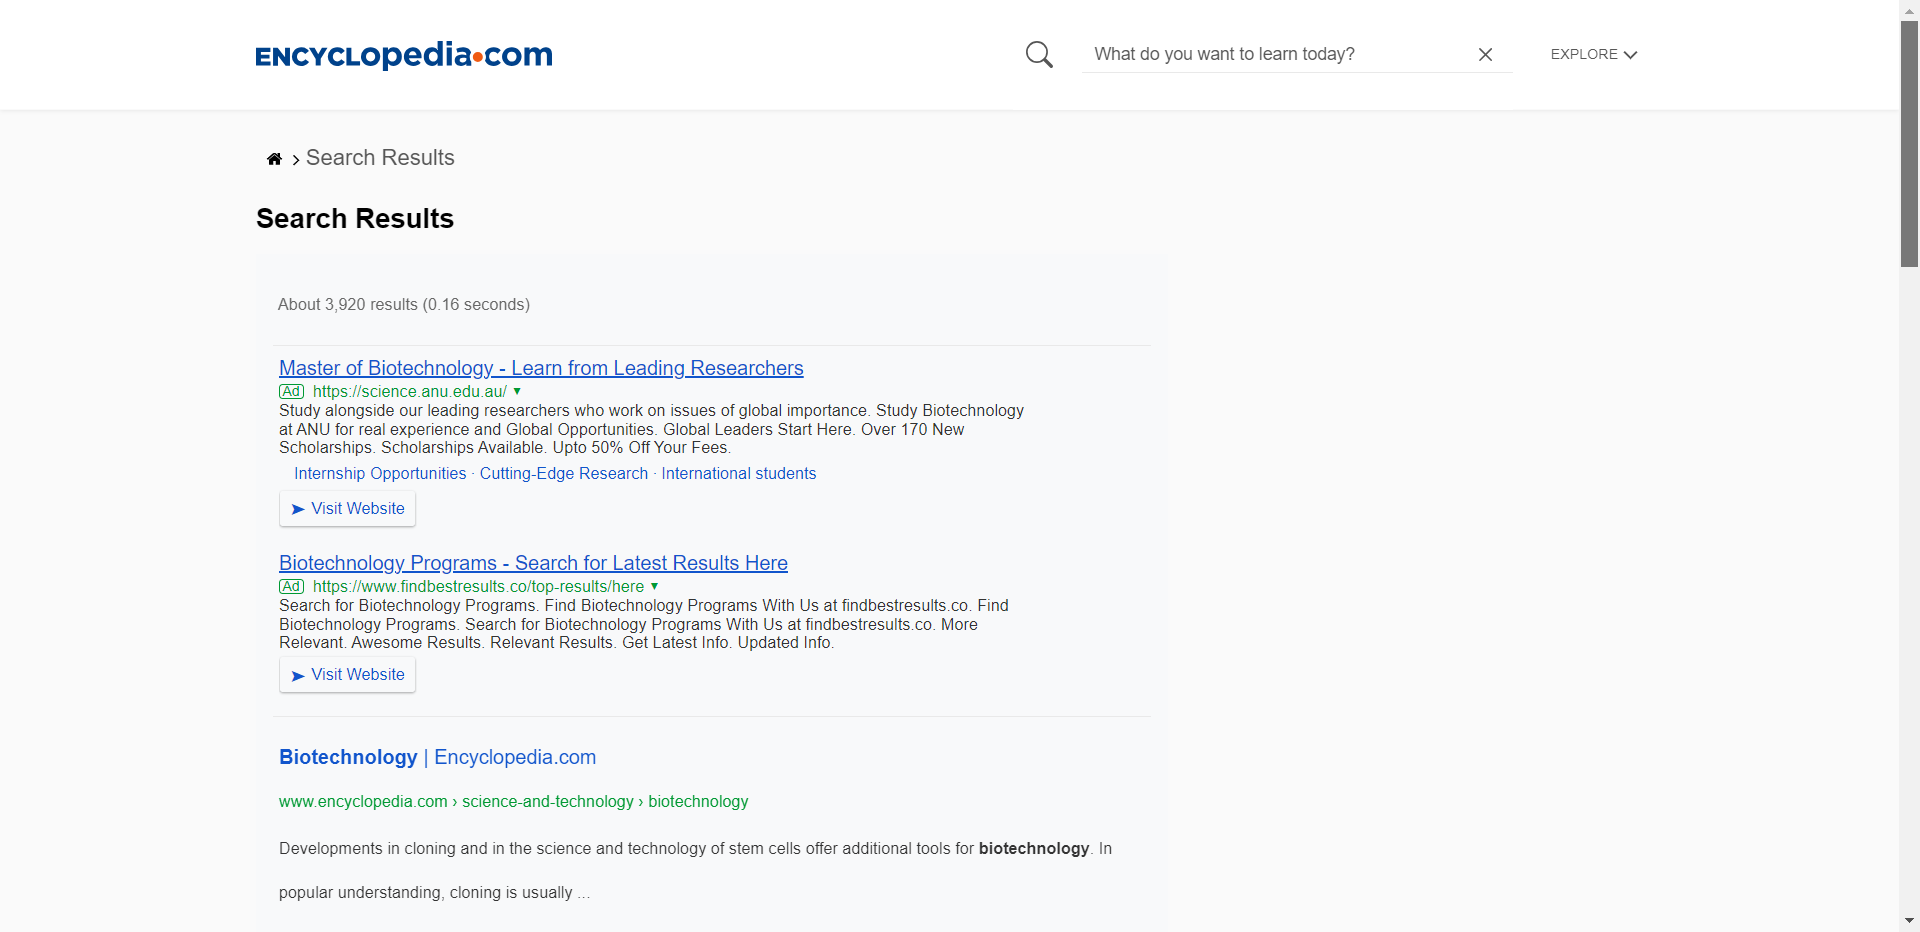 ENCYCLOpedia.com
What do you want to learn today?
EXPLORE
Search Results
Search Results
About 3,920 results (0.16 seconds)
Master of Biotechnology - Learn from Leading Researchers
Ad https://science.anu.edu.au/
Study alongside our leading researchers who work on issues of global importance. Study Biotechnology
at ANU for real experience and Global Opportunities. Global Leaders Start Here. Over 170 New
Scholarships. Scholarships Available. Upto 50% Off Your Fees.
Internship Opportunities · Cutting-Edge Research · International students
Visit Website
Biotechnology Programs - Search for Latest Results Here
Ad https://www.findbestresults.co/top-results/here
Search for Biotechnology Programs. Find Biotechnology Programs With Us at findbestresults.co. Find
Biotechnology Programs. Search for Biotechnology Programs With Us at findbestresults.co. More
Relevant. Awesome Results. Relevant Results. Get Latest Info. Updated Info.
Visit Website
Biotechnology | Encyclopedia.com
www.encyclopedia.com › science-and-technology › biotechnology
Developments in cloning and in the science and technology of stem cells offer additional tools for biotechnology. In
popular understanding, cloning is usually ...